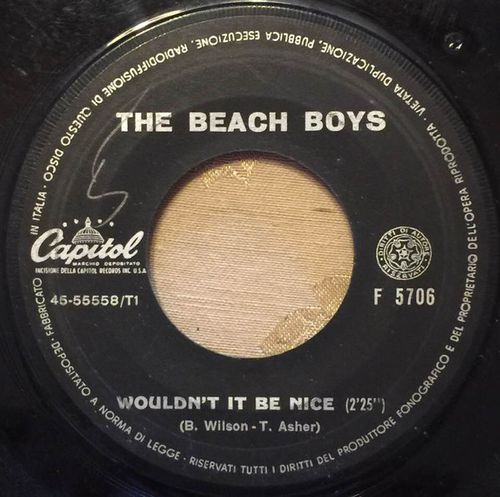 FABBRICATO IN ITALIA · RADIODIFFUSIONE DI QUESTO DISCO
VIETATA DUPLICAZIONE, PUBBLICA ESECUZIONE,
THE BEACH BOYS
Capitol
MARCHIO DEPOSITATO
INCISIONE DELLA CAPITOL RECORDS INC. U.S.A
45-55558/T1
DIRITTI DI AUTORE
RISERVATI
F 5706
WOULDN'T IT BE NICE (2'25")
(B. Wilson - T. Asher)
DEPOSITATO A NORMA DI LEGGE - RISERVATI TUTTI I DIRITTI DEL PRODUTTORE FONOGRAFICO E DEL PROPRIETARIO DELL'OPERA RIPRODOTTA